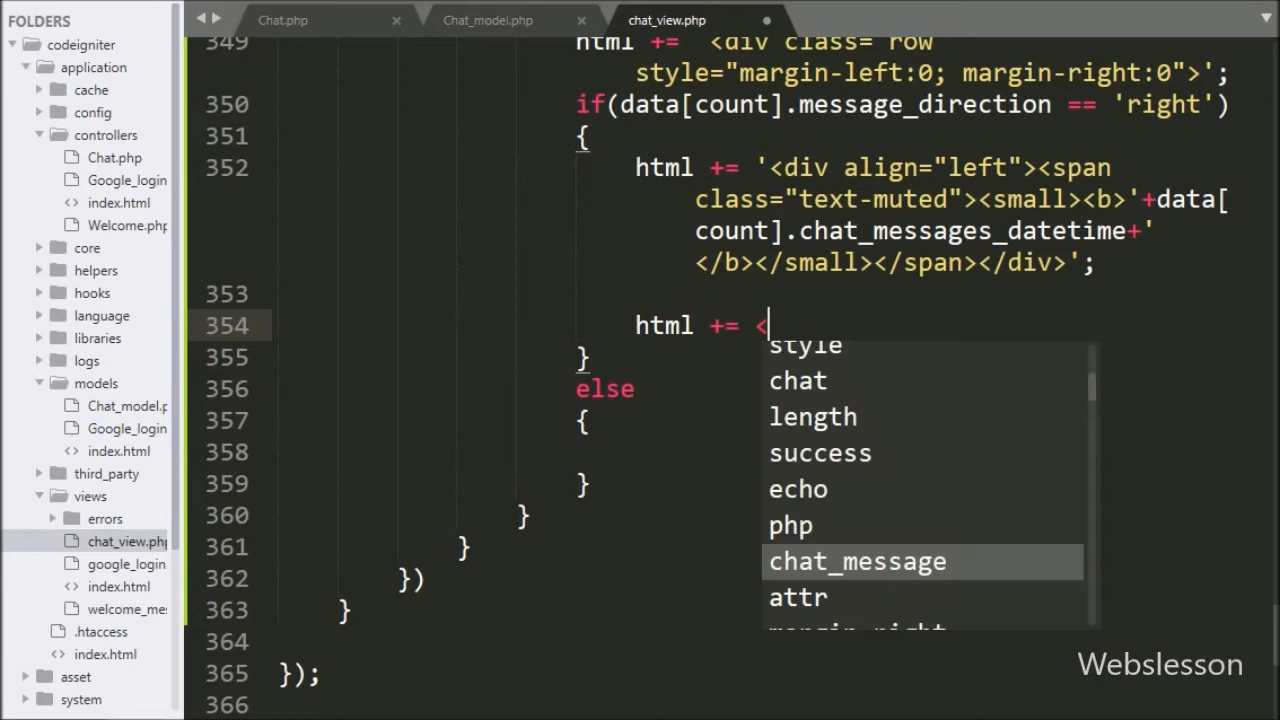 FOLDERS
codeigniter
application
cache
config
controllers
Chat.php
Google_login
index.html
Welcome.php
core
helpers
hooks
language
libraries
logs
models
Chat_model.p
Google_login
index.html
third_party
views
errors
chat_view.php
google_login
index.html
welcome_me
.htaccess
index.html
asset
system
Chat.php
Chat_model.php
chat_view.php
349 html += '<div class="row
style="margin-left:0; margin-right:0">';
350 if(data[count].message_direction == 'right')
351 {
352 html += '<div align="left"><span
class="text-muted"><small><b>'+data[
count].chat_messages_datetime+'
</b></small></span></div>';
353
354 html += <
355 }
356 else
357 {
358
359 }
360 }
361 }
362 })
363 }
364
365 });
366
style
chat
length
success
echo
php
chat_message
attr
margin-right
Webslesson